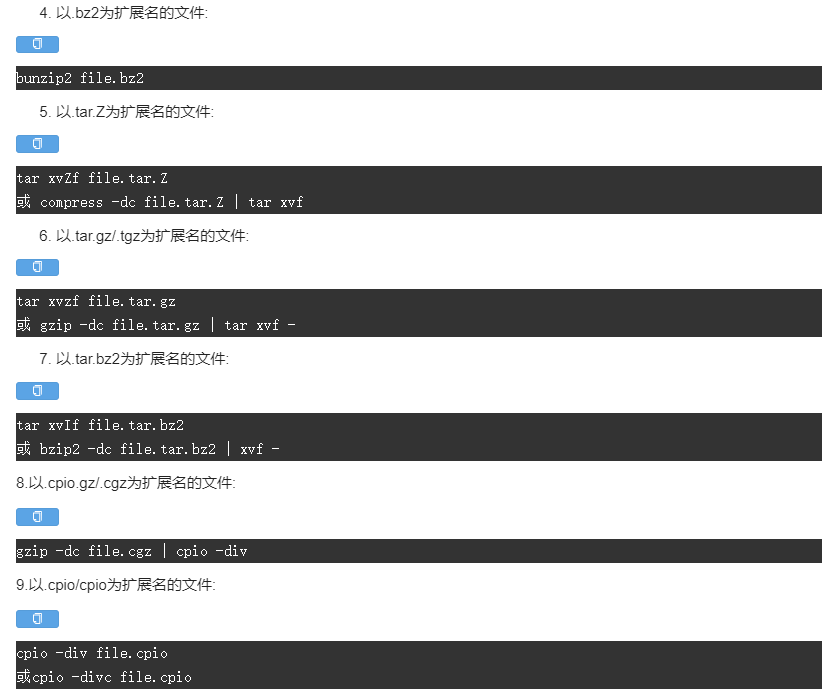 4. 以.bz2为扩展名的文件:
bunzip2 file.bz2
5. 以.tar.Z为扩展名的文件:
tar xvZf file.tar.Z
或 compress -dc file.tar.Z | tar xvf
6. 以.tar.gz/.tgz为扩展名的文件:
tar xvzf file.tar.gz
或 gzip -dc file.tar.gz | tar xvf -
7. 以.tar.bz2为扩展名的文件:
tar xvIf file.tar.bz2
或 bzip2 -dc file.tar.bz2 | xvf -
8.以.cpio.gz/.cgz为扩展名的文件:
gzip -dc file.cgz | cpio -div
9.以.cpio/cpio为扩展名的文件:
cpio -div file.cpio
或cpio -divc file.cpio